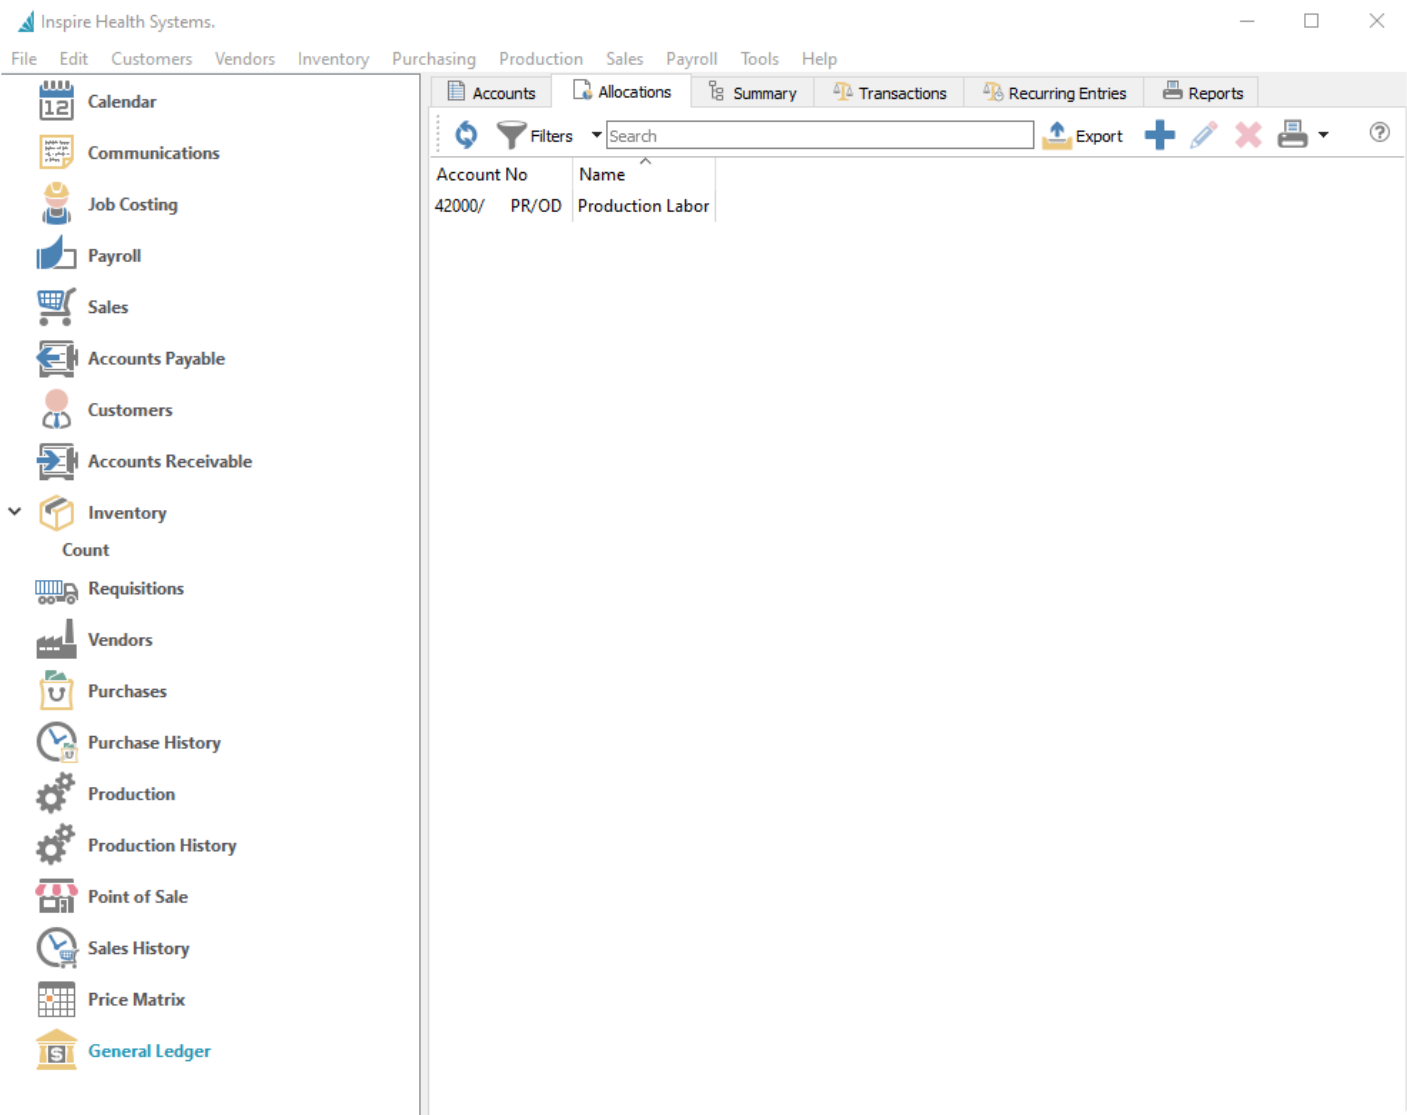 Inspire Health Systems.
File Edit Customers Vendors Inventory Purchasing Production Sales Payroll Tools Help
12 Calendar
Communications
Job Costing
Payroll
Sales
Accounts Payable
Customers
Accounts Receivable
Inventory
Count
Requisitions
Vendors
Purchases
Purchase History
Production
Production History
Point of Sale
Sales History
Price Matrix
$ General Ledger
Accounts Allocations Summary Transactions Recurring Entries Reports
Filters Search Export ?
Account No Name
42000/ PR/OD Production Labor